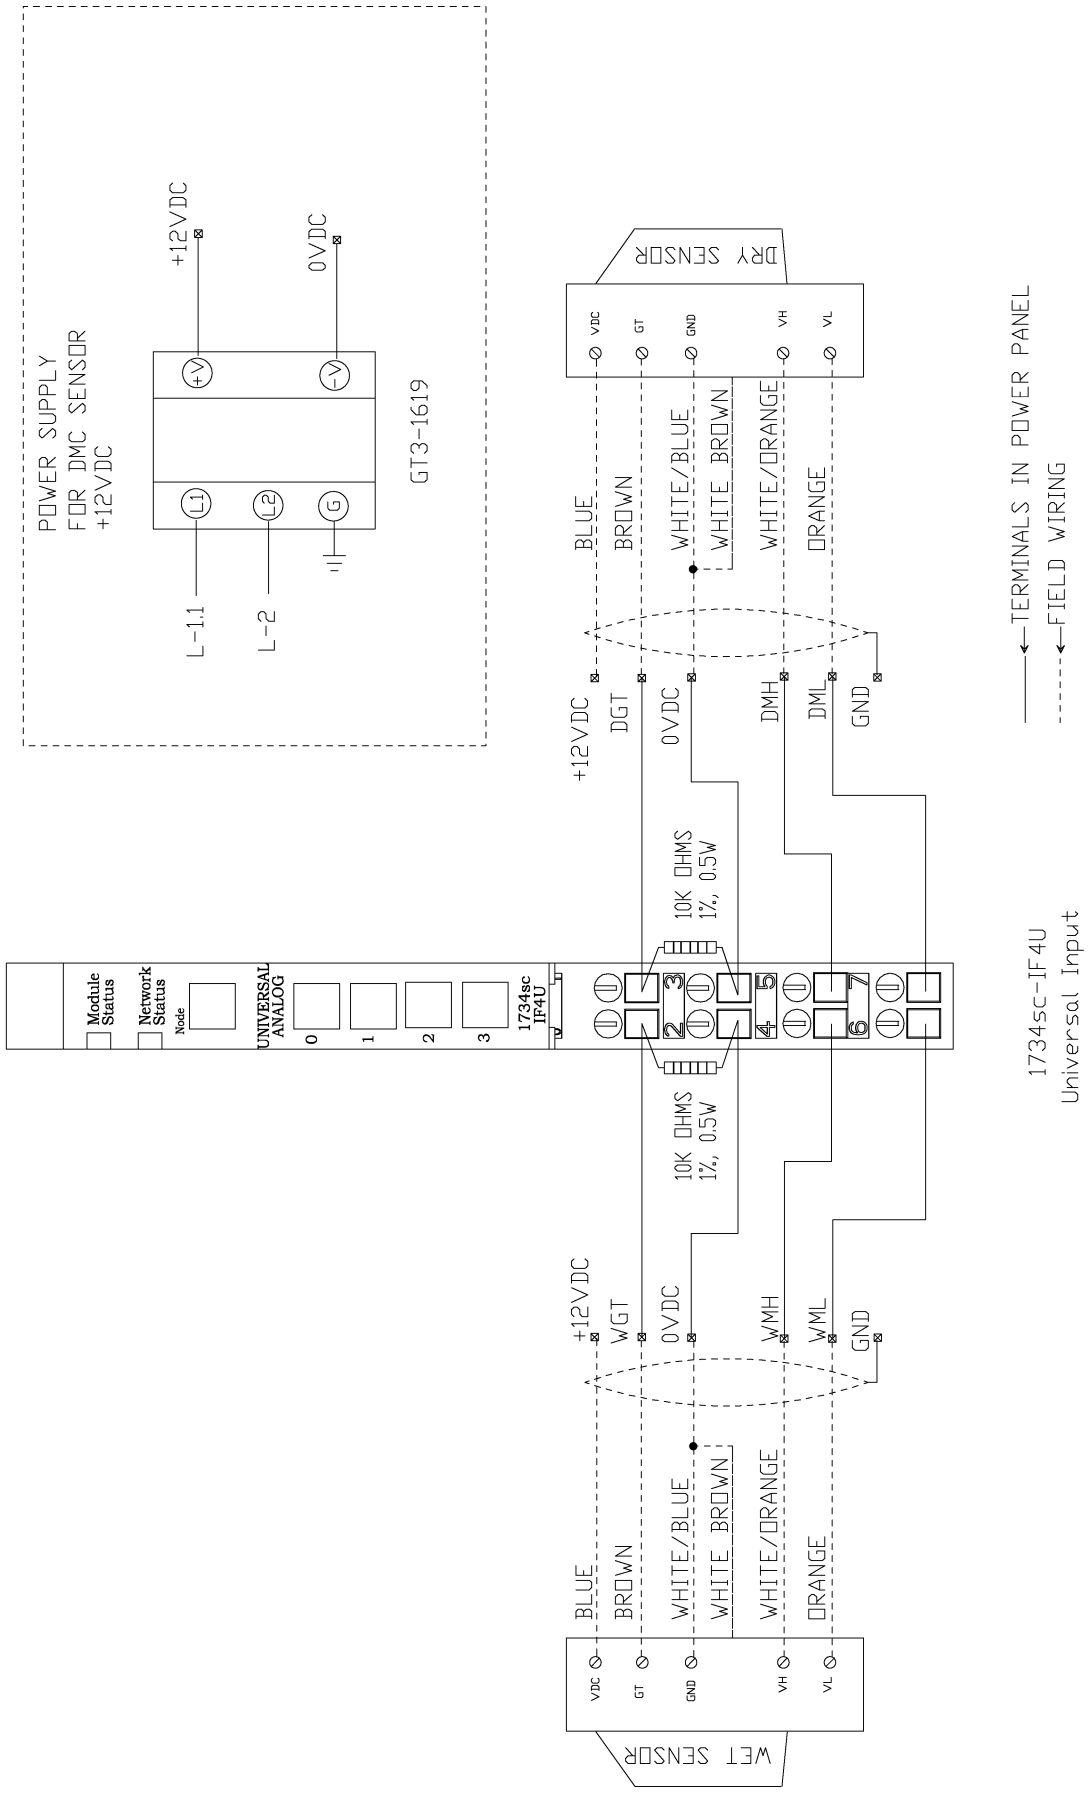 POWER SUPPLY
FOR DMC SENSOR
+12VDC
+12VDC
0VDC
+V
-V
L1
L2
G
L-1.1
L-2
GT3-1619
Module
Status
Network
Status
Node
UNIVERSAL
ANALOG
0
1
2
3
1734sc
IF4U
2
3
4
5
6
7
10K OHMS
1%, 0.5W
10K OHMS
1%, 0.5W
DRY SENSOR
VDC
GT
GND
VH
VL
BLUE
BROWN
WHITE/BLUE
WHITE BROWN
WHITE/ORANGE
ORANGE
+12VDC
DGT
0VDC
DMH
DML
GND
+12VDC
WGT
0VDC
WMH
WML
GND
BLUE
BROWN
WHITE/BLUE
WHITE BROWN
WHITE/ORANGE
ORANGE
VDC
GT
GND
VH
VL
WET SENSOR
TERMINALS IN POWER PANEL
FIELD WIRING
1734sc-IF4U
Universal Input